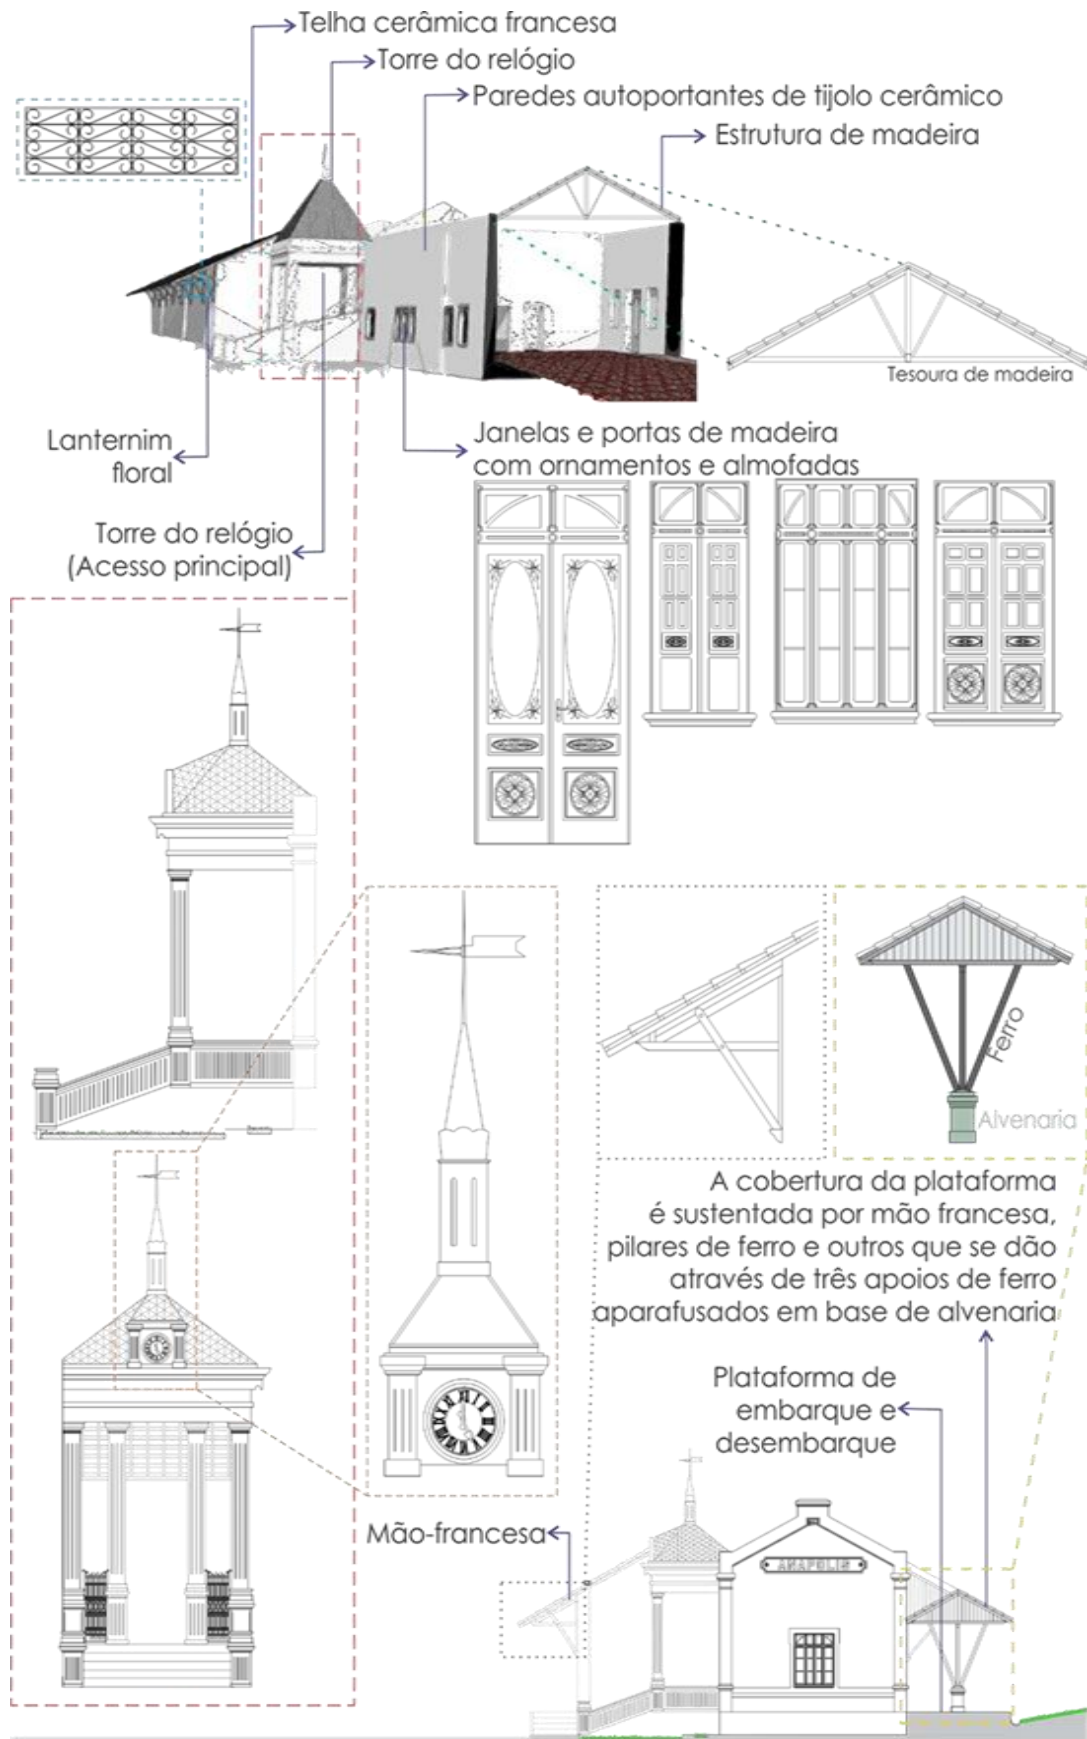 Telha cerâmica francesa
Torre do relógio
Paredes autoportantes de tijolo cerâmico
Estrutura de madeira
Tesoura de madeira
Lanternim
floral
Janelas e portas de madeira
com ornamentos e almofadas
Torre do relógio
(Acesso principal)
Ferro
Alvenaria
A cobertura da plataforma
é sustentada por mão francesa,
pilares de ferro e outros que se dão
através de três apoios de ferro
aparafusados em base de alvenaria
Plataforma de
embarque e
desembarque
Mão-francesa
ANAPOLIS